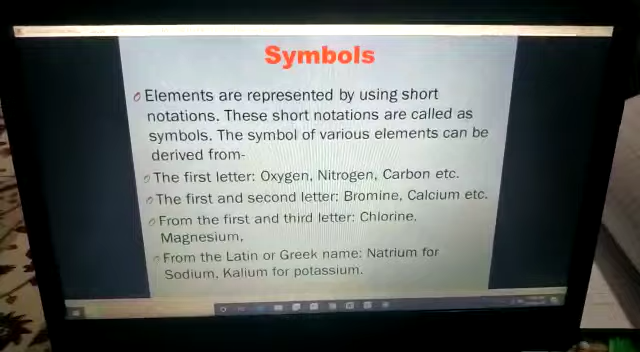 Symbols
Elements are represented by using short
notations. These short notations are called as
symbols. The symbol of various elements can be
derived from-
The first letter: Oxygen, Nitrogen, Carbon etc.
The first and second letter: Bromine, Calcium etc.
From the first and third letter: Chlorine,
Magnesium,
From the Latin or Greek name: Natrium for
Sodium, Kalium for potassium.